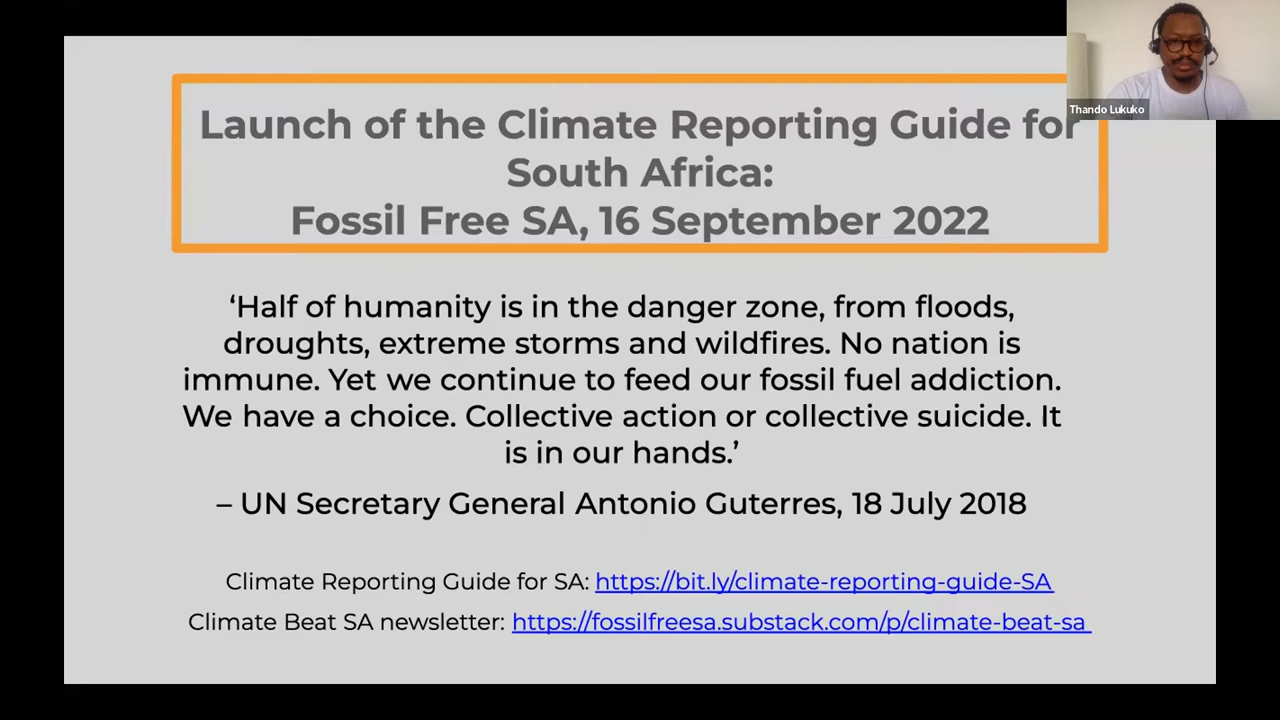 Launch of the Climate Reporting Guide for
South Africa:
Fossil Free SA, 16 September 2022
Thando Lukuko
‘Half of humanity is in the danger zone, from floods,
droughts, extreme storms and wildfires. No nation is
immune. Yet we continue to feed our fossil fuel addiction.
We have a choice. Collective action or collective suicide. It
is in our hands.’
– UN Secretary General Antonio Guterres, 18 July 2018
Climate Reporting Guide for SA: https://bit.ly/climate-reporting-guide-SA
Climate Beat SA newsletter: https://fossilfreesa.substack.com/p/climate-beat-sa